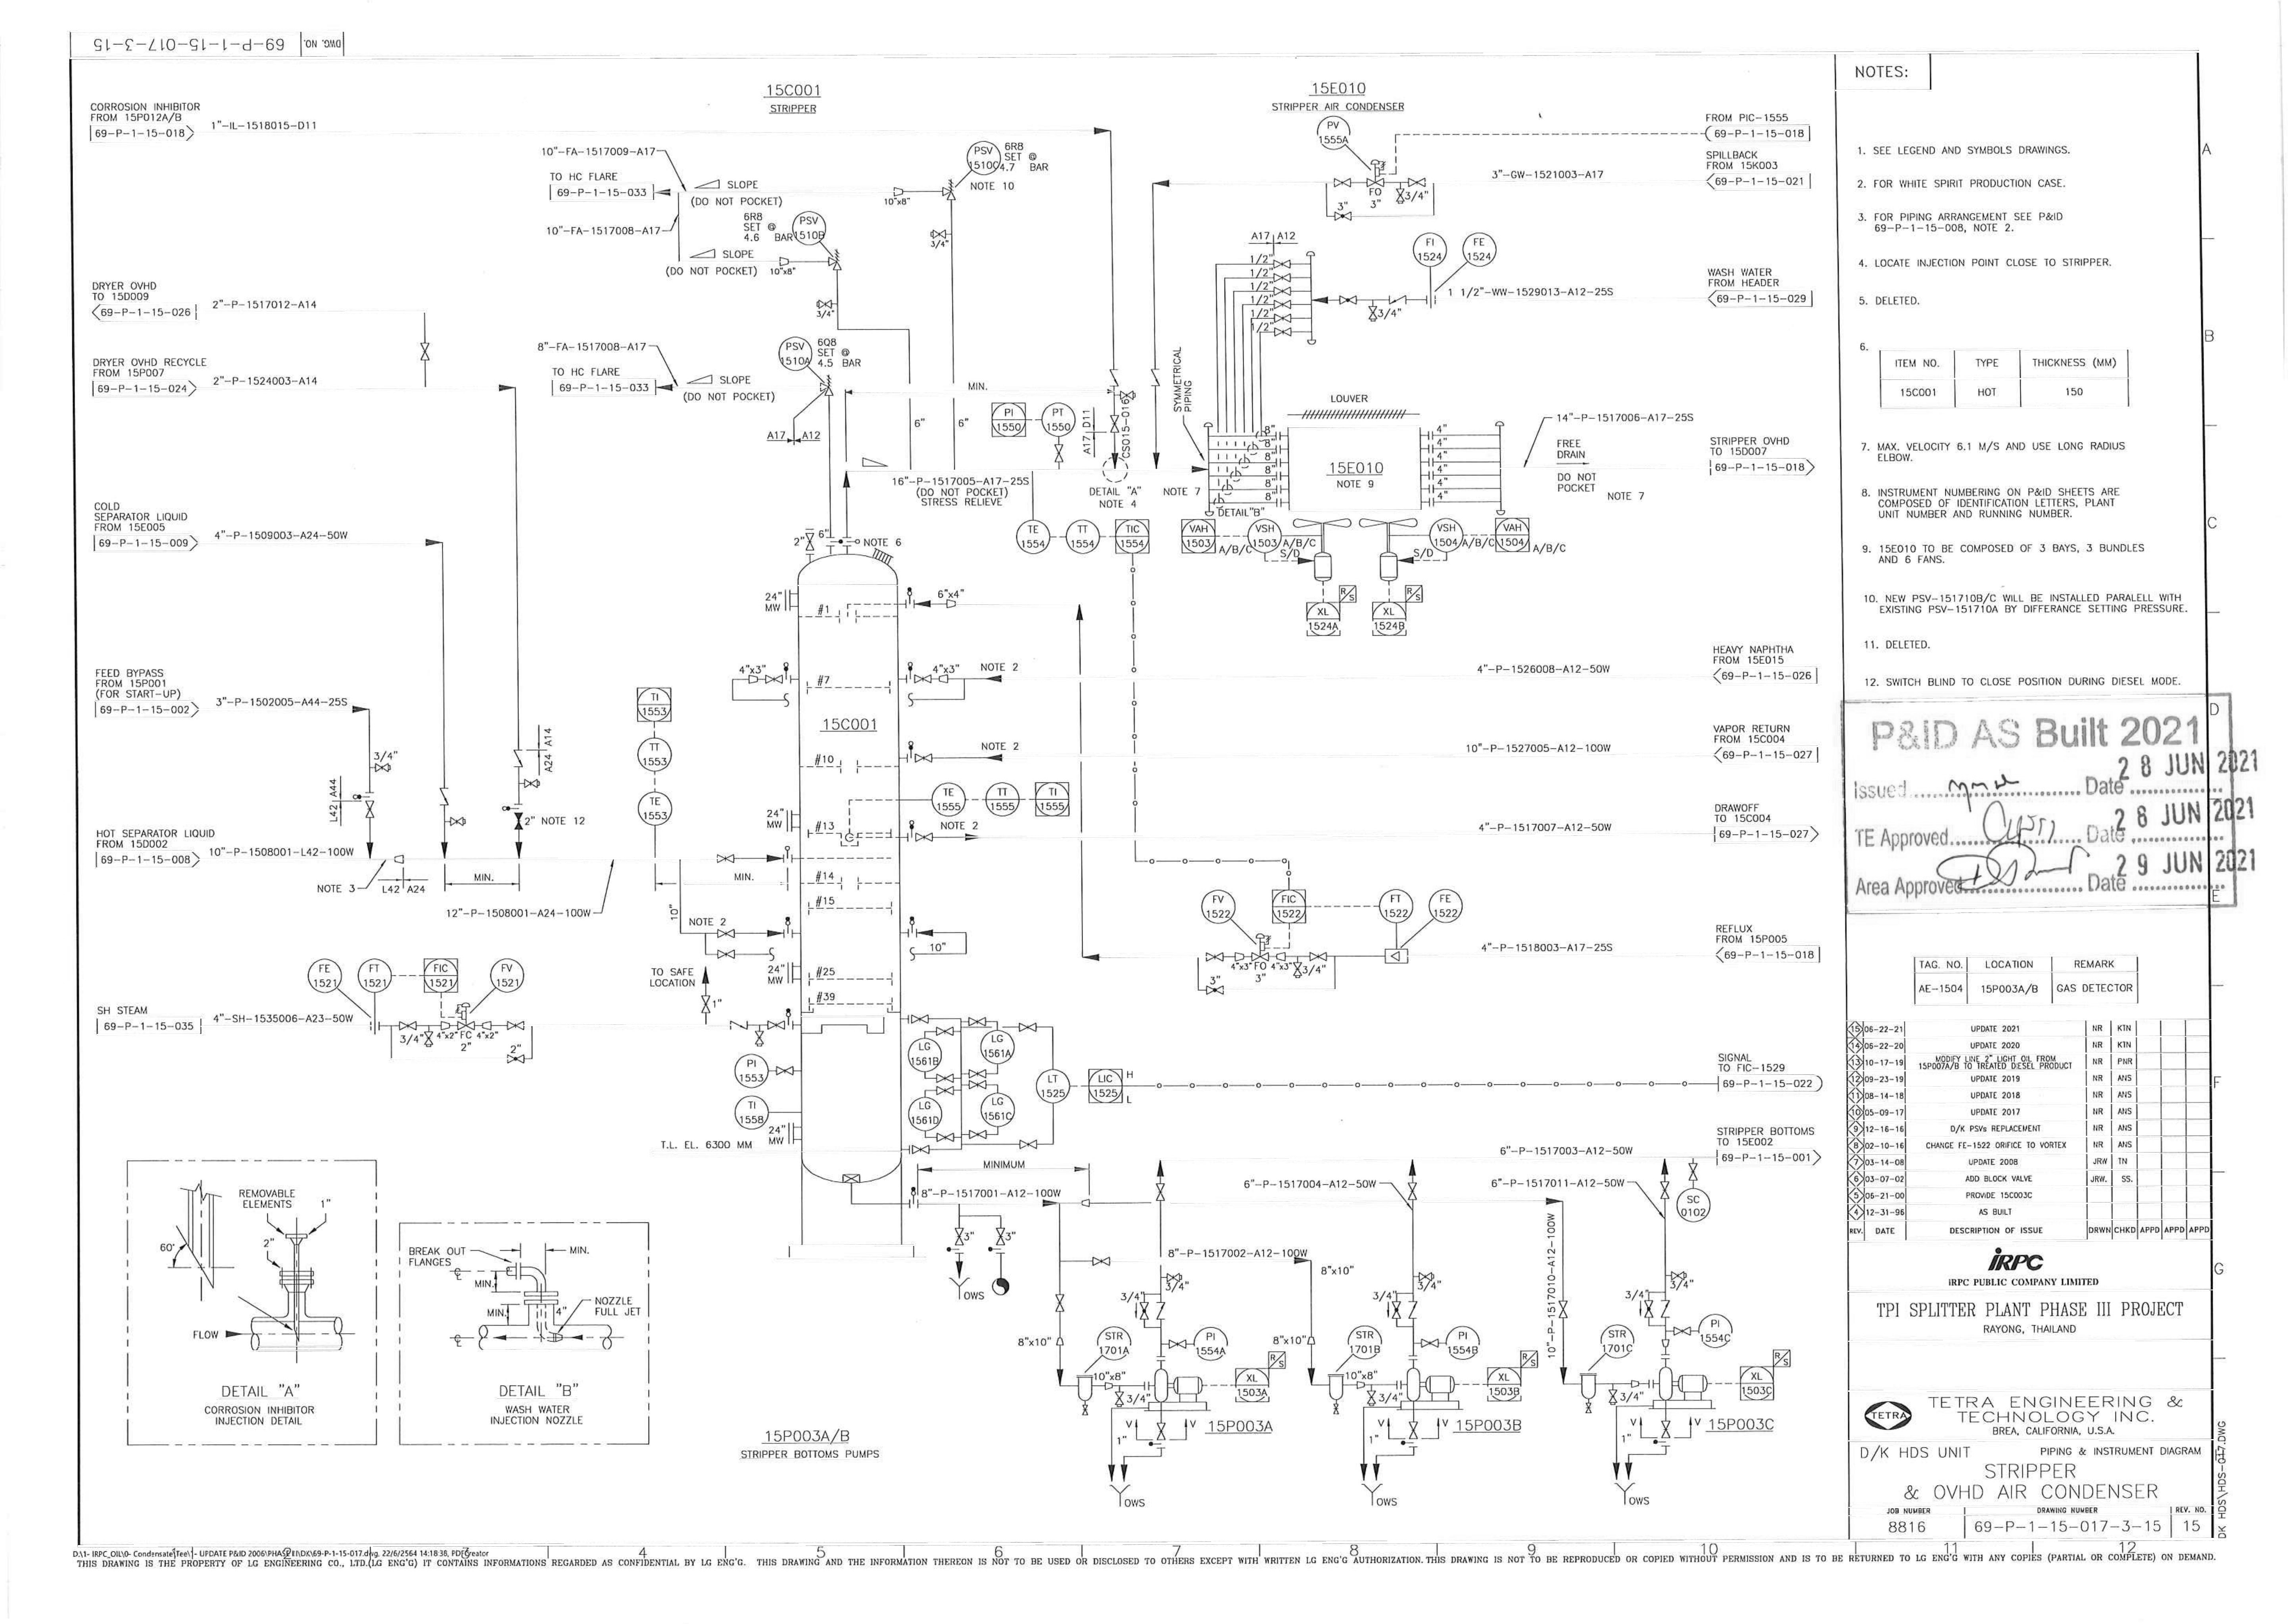 69-P-1-15-017-3-15
DWG. NO.
15C001
STRIPPER
15E010
STRIPPER AIR CONDENSER
CORROSION INHIBITOR
FROM 15P012A/B
69-P-1-15-018
1"-IL-1518015-D11
DRYER OVHD
TO 15D009
69-P-1-15-026
2"-P-1517012-A14
DRYER OVHD RECYCLE
FROM 15P007
69-P-1-15-024
2"-P-1524003-A14
COLD
SEPARATOR LIQUID
FROM 15E005
69-P-1-15-009
4"-P-1509003-A24-50W
FEED BYPASS
FROM 15P001
(FOR START-UP)
69-P-1-15-002
3"-P-1502005-A44-25S
3/4"
L42 A44
A24 A14
2" NOTE 12
HOT SEPARATOR LIQUID
FROM 15D002
69-P-1-15-008
10"-P-1508001-L42-100W
NOTE 3
L42 A24
MIN.
12"-P-1508001-A24-100W
SH STEAM
69-P-1-15-035
4"-SH-1535006-A23-50W
FE
1521
FT
1521
FIC
1521
FV
1521
3/4"
4"x2" FC 4"x2"
2"
2"
10"-FA-1517009-A17
TO HC FLARE
69-P-1-15-033
SLOPE
(DO NOT POCKET)
10"x8"
PSV
1510C
6R8
SET @
4.7 BAR
NOTE 10
10"-FA-1517008-A17
6R8
SET @
4.6 BAR
PSV
1510B
SLOPE
(DO NOT POCKET)
10"x8"
3/4"
3/4"
8"-FA-1517008-A17
TO HC FLARE
69-P-1-15-033
SLOPE
(DO NOT POCKET)
PSV
1510A
6Q8
SET @
4.5 BAR
A17 A12
MIN.
6"
6"
PI
1550
PT
1550
A17 D11
CS015-016
16"-P-1517005-A17-25S
(DO NOT POCKET)
STRESS RELIEVE
DETAIL "A"
NOTE 4
NOTE 7
TE
1554
TT
1554
TIC
1554
PV
1555A
FO
3"
3"
3/4"
FROM PIC-1555
69-P-1-15-018
SPILLBACK
FROM 15K003
69-P-1-15-021
3"-GW-1521003-A17
A17 A12
1/2"
1/2"
1/2"
1/2"
1/2"
1/2"
FI
1524
FE
1524
3/4"
1 1/2"-WW-1529013-A12-25S
WASH WATER
FROM HEADER
69-P-1-15-029
SYMMETRICAL
PIPING
LOUVER
8"
8"
8"
8"
8"
8"
15E010
NOTE 9
4"
4"
4"
4"
4"
4"
14"-P-1517006-A17-25S
FREE
DRAIN
DO NOT
POCKET
NOTE 7
STRIPPER OVHD
TO 15D007
69-P-1-15-018
DETAIL"B"
VAH
1503
A/B/C
VSH
1503
A/B/C
S/D
VSH
1504
A/B/C
S/D
VAH
1504
A/B/C
R/S
XL
1524A
R/S
XL
1524B
2"
6"
NOTE 6
24"
MW
#1
6"x4"
4"x3"
4"x3"
NOTE 2
#7
4"-P-1526008-A12-50W
HEAVY NAPHTHA
FROM 15E015
69-P-1-15-026
TI
1553
TT
1553
TE
1553
15C001
#10
NOTE 2
10"-P-1527005-A12-100W
VAPOR RETURN
FROM 15C004
69-P-1-15-027
TE
1555
TT
1555
TI
1555
24"
MW
#13
NOTE 2
4"-P-1517007-A12-50W
DRAWOFF
TO 15C004
69-P-1-15-027
MIN.
#14
#15
10"
NOTE 2
10"
FV
1522
FIC
1522
FT
1522
FE
1522
4"x3" FO 4"x3"
3"
3/4"
3"
4"-P-1518003-A17-25S
REFLUX
FROM 15P005
69-P-1-15-018
TO SAFE
LOCATION
1"
24"
MW
#25
#39
LG
1561B
LG
1561A
LG
1561D
LG
1561C
PI
1553
TI
1558
24"
MW
T.L. EL. 6300 MM
LT
1525
LIC
1525
H
L
SIGNAL
TO FIC-1529
69-P-1-15-022
MINIMUM
8"-P-1517001-A12-100W
3"
3"
OWS
STRIPPER BOTTOMS
TO 15E002
69-P-1-15-001
6"-P-1517003-A12-50W
6"-P-1517004-A12-50W
6"-P-1517011-A12-50W
SC
0102
8"-P-1517002-A12-100W
8"x10"
10"-P-1517010-A12-100W
3/4"
3/4"
3/4"
3/4"
3/4"
3/4"
8"x10"
STR
1701A
PI
1554A
10"x8"
3/4"
R/S
XL
1503A
V
V
1"
15P003A
OWS
8"x10"
STR
1701B
PI
1554B
10"x8"
3/4"
R/S
XL
1503B
V
V
1"
15P003B
OWS
STR
1701C
PI
1554C
3/4"
R/S
XL
1503C
V
V
1"
15P003C
OWS
15P003A/B
STRIPPER BOTTOMS PUMPS
60°
REMOVABLE
ELEMENTS
1"
2"
FLOW
DETAIL "A"
CORROSION INHIBITOR
INJECTION DETAIL
BREAK OUT
FLANGES
MIN.
MIN.
MIN.
4"
NOZZLE
FULL JET
DETAIL "B"
WASH WATER
INJECTION NOZZLE
NOTES:
1. SEE LEGEND AND SYMBOLS DRAWINGS.
2. FOR WHITE SPIRIT PRODUCTION CASE.
3. FOR PIPING ARRANGEMENT SEE P&ID
69-P-1-15-008, NOTE 2.
4. LOCATE INJECTION POINT CLOSE TO STRIPPER.
5. DELETED.
6.
ITEM NO. TYPE THICKNESS (MM)
15C001 HOT 150
7. MAX. VELOCITY 6.1 M/S AND USE LONG RADIUS
ELBOW.
8. INSTRUMENT NUMBERING ON P&ID SHEETS ARE
COMPOSED OF IDENTIFICATION LETTERS, PLANT
UNIT NUMBER AND RUNNING NUMBER.
9. 15E010 TO BE COMPOSED OF 3 BAYS, 3 BUNDLES
AND 6 FANS.
10. NEW PSV-151710B/C WILL BE INSTALLED PARALELL WITH
EXISTING PSV-151710A BY DIFFERANCE SETTING PRESSURE.
11. DELETED.
12. SWITCH BLIND TO CLOSE POSITION DURING DIESEL MODE.
P&ID AS Built 2021
Issued Date 28 JUN 2021
TE Approved Date 28 JUN 2021
Area Approved Date 29 JUN 2021
TAG. NO. LOCATION REMARK
AE-1504 15P003A/B GAS DETECTOR
15 06-22-21 UPDATE 2021 NR KTN
14 06-22-20 UPDATE 2020 NR KTN
13 10-17-19 MODIFY LINE 2" LIGHT OIL FROM
15P007A/B TO TREATED DIESEL PRODUCT NR PNR
12 09-23-19 UPDATE 2019 NR ANS
11 08-14-18 UPDATE 2018 NR ANS
10 05-09-17 UPDATE 2017 NR ANS
9 12-16-16 D/K PSVs REPLACEMENT NR ANS
8 02-10-16 CHANGE FE-1522 ORIFICE TO VORTEX NR ANS
7 03-14-08 UPDATE 2008 JRW TN
6 03-07-02 ADD BLOCK VALVE JRW. SS.
5 06-21-00 PROVIDE 15C003C
4 12-31-96 AS BUILT
REV. DATE DESCRIPTION OF ISSUE DRWN CHKD APPD APPD APPD
iRPC
iRPC PUBLIC COMPANY LIMITED
TPI SPLITTER PLANT PHASE III PROJECT
RAYONG, THAILAND
TETRA
TETRA ENGINEERING &
TECHNOLOGY INC.
BREA, CALIFORNIA, U.S.A.
D/K HDS UNIT PIPING & INSTRUMENT DIAGRAM
STRIPPER
& OVHD AIR CONDENSER
JOB NUMBER DRAWING NUMBER REV. NO.
8816 69-P-1-15-017-3-15 15
DK HDS\HDS-017.DWG
A
B
C
D
E
F
G
4 5 6 7 8 9 10 11 12
THIS DRAWING IS THE PROPERTY OF LG ENGINEERING CO., LTD.(LG ENG'G) IT CONTAINS INFORMATIONS REGARDED AS CONFIDENTIAL BY LG ENG'G. THIS DRAWING AND THE INFORMATION THEREON IS NOT TO BE USED OR DISCLOSED TO OTHERS EXCEPT WITH WRITTEN LG ENG'G AUTHORIZATION. THIS DRAWING IS NOT TO BE REPRODUCED OR COPIED WITHOUT PERMISSION AND IS TO BE RETURNED TO LG ENG'G WITH ANY COPIES (PARTIAL OR COMPLETE) ON DEMAND.